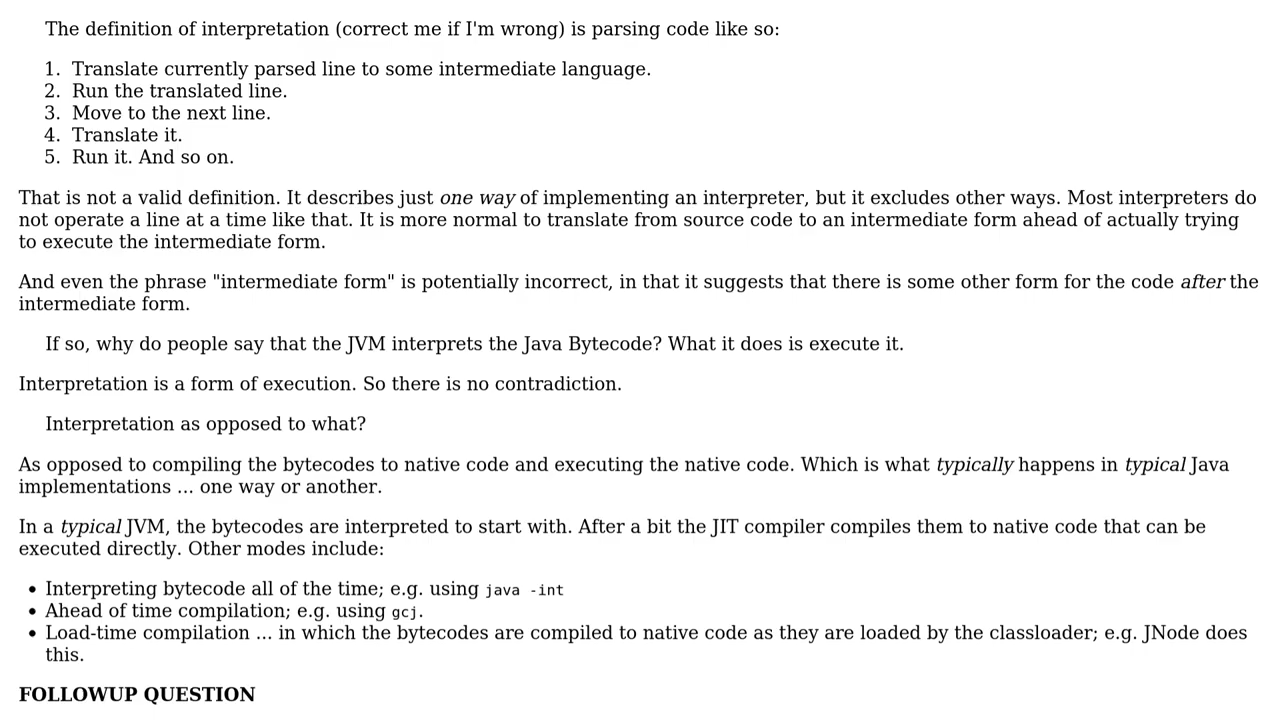 The definition of interpretation (correct me if I'm wrong) is parsing code like so:
1. Translate currently parsed line to some intermediate language.
2. Run the translated line.
3. Move to the next line.
4. Translate it.
5. Run it. And so on.
That is not a valid definition. It describes just one way of implementing an interpreter, but it excludes other ways. Most interpreters do
not operate a line at a time like that. It is more normal to translate from source code to an intermediate form ahead of actually trying
to execute the intermediate form.
And even the phrase "intermediate form" is potentially incorrect, in that it suggests that there is some other form for the code after the
intermediate form.
If so, why do people say that the JVM interprets the Java Bytecode? What it does is execute it.
Interpretation is a form of execution. So there is no contradiction.
Interpretation as opposed to what?
As opposed to compiling the bytecodes to native code and executing the native code. Which is what typically happens in typical Java
implementations ... one way or another.
In a typical JVM, the bytecodes are interpreted to start with. After a bit the JIT compiler compiles them to native code that can be
executed directly. Other modes include:
• Interpreting bytecode all of the time; e.g. using java -int
• Ahead of time compilation; e.g. using gcj.
• Load-time compilation ... in which the bytecodes are compiled to native code as they are loaded by the classloader; e.g. JNode does
this.
FOLLOWUP QUESTION